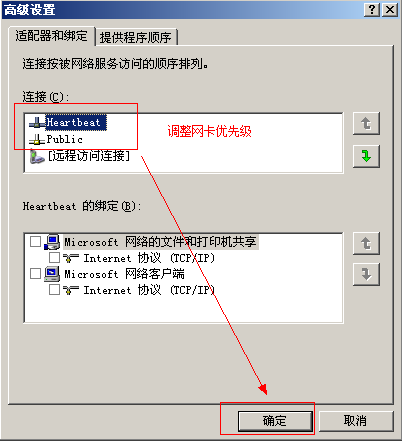 高级设置
适配器和绑定 提供程序顺序
连接按被网络服务访问的顺序排列。
连接(C):
Heartbeat
Public
[远程访问连接]
调整网卡优先级
Heartbeat 的绑定(B):
Microsoft 网络的文件和打印机共享
Internet 协议 (TCP/IP)
Microsoft 网络客户端
Internet 协议 (TCP/IP)
确定 取消